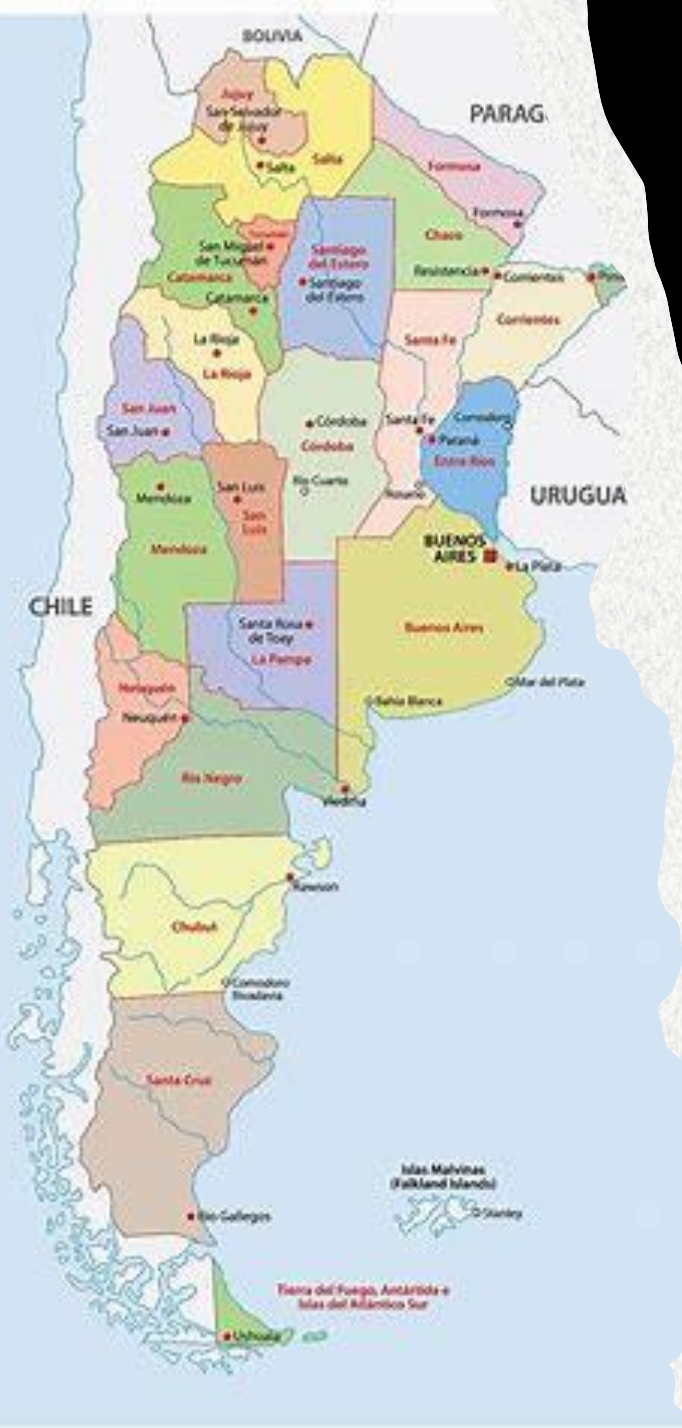 BOLIVIA
PARAG
Jujuy
San Salvador
de Jujuy
Salta
Salta
Formosa
Formosa
Chaco
Resistencia
Corrientes
Corrientes
Tucumán
San Miguel
de Tucumán
Santiago
del Estero
Santiago
del Estero
Catamarca
Catamarca
La Rioja
La Rioja
Santa Fe
Santa Fe
San Juan
San Juan
Córdoba
Córdoba
Río Cuarto
Paraná
Entre Ríos
Rosario
San Luis
San
Luis
Mendoza
Mendoza
URUGUA
BUENOS
AIRES
La Plata
CHILE
Santa Rosa
de Toay
La Pampa
Buenos Aires
Mar del Plata
Bahía Blanca
Neuquén
Neuquén
Río Negro
Viedma
Rawson
Chubut
Comodoro
Rivadavia
Santa Cruz
Islas Malvinas
(Falkland Islands)
Stanley
Río Gallegos
Tierra del Fuego, Antártida e
Islas del Atlántico Sur
Ushuaia